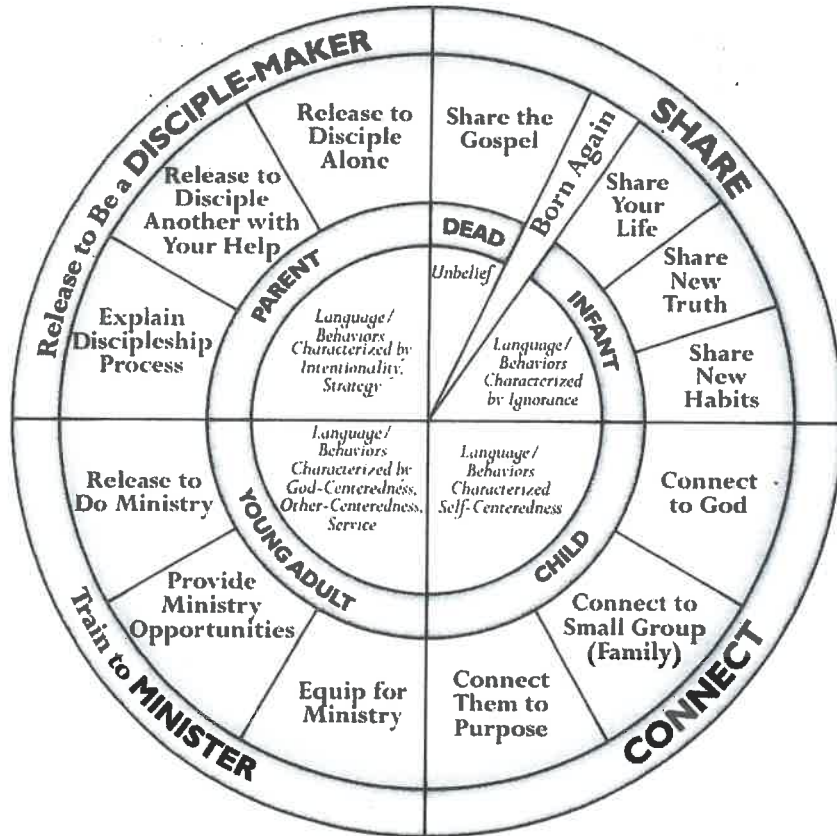 SHARE
Share the
Gospel
Born Again
Share
Your
Life
Share
New
Truth
Share
New
Habits
DEAD
Unbelief
INFANT
Language/
Behaviors
Characterized
by Ignorance
CONNECT
Connect
to God
Connect to
Small Group
(Family)
Connect
Them to
Purpose
CHILD
Language/
Behaviors
Characterized
Self-Centeredness
Train to MINISTER
Equip for
Ministry
Provide
Ministry
Opportunities
Release to
Do Ministry
YOUNG ADULT
Language/
Behaviors
Characterized by
God-Centeredness,
Other-Centeredness,
Service
Release to Be a DISCIPLE-MAKER
Explain
Discipleship
Process
Release to
Disciple
Another with
Your Help
Release to
Disciple
Alone
PARENT
Language/
Behaviors
Characterized by
Intentionality,
Strategy